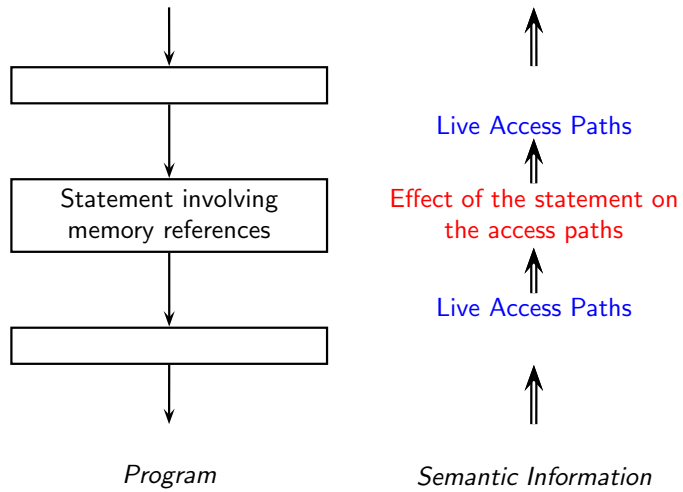 Live Access Paths
Statement involving
memory references
Effect of the statement on
the access paths
Live Access Paths
Program
Semantic Information